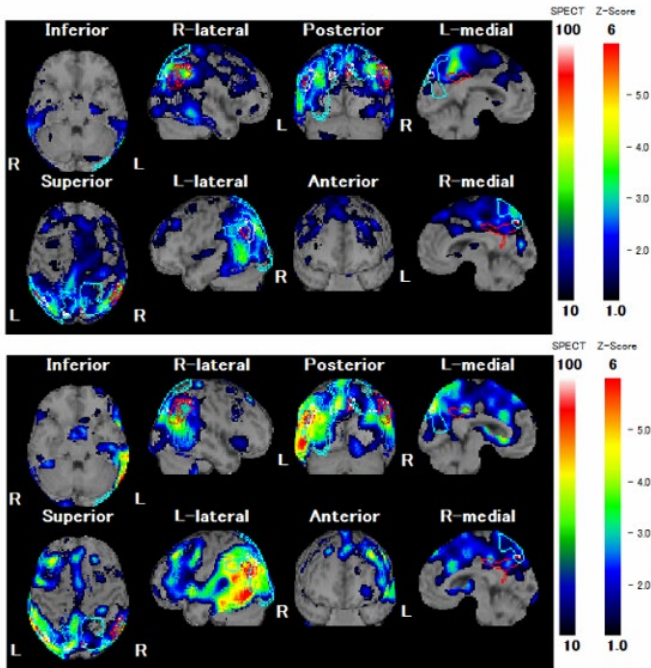 SPECT Z-Score
Inferior R-lateral Posterior L-medial 100 6
- 5.0
- 4.0
L R
R L - 3.0
Superior L-lateral Anterior R-medial
- 2.0
R L
L R 10 1.0
SPECT Z-Score
Inferior R-lateral Posterior L-medial 100 6
- 5.0
- 4.0
L R
R L - 3.0
Superior L-lateral Anterior R-medial
- 2.0
R L
L R 10 1.0